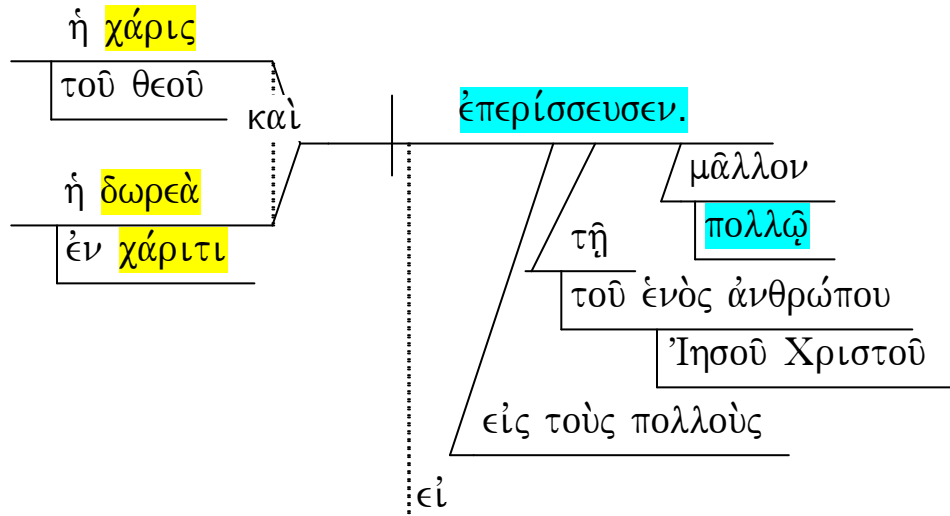 ἡ χάρις
τοῦ θεοῦ
καὶ
ἐπερίσσευσεν.
μᾶλλον
ἡ δωρεὰ
πολλῷ
ἐν χάριτι
τῇ
τοῦ ἑνὸς ἀνθρώπου
Ἰησοῦ Χριστοῦ
εἰς τοὺς πολλοὺς
εἰ